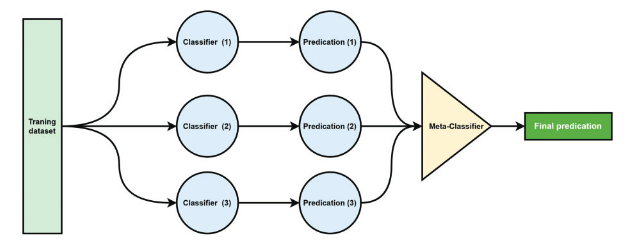 Traning
dataset
Classifier (1)
Predication (1)
Classifier (2)
Predication (2)
Classifier (3)
Predication (3)
Meta-Classifier
Final predication